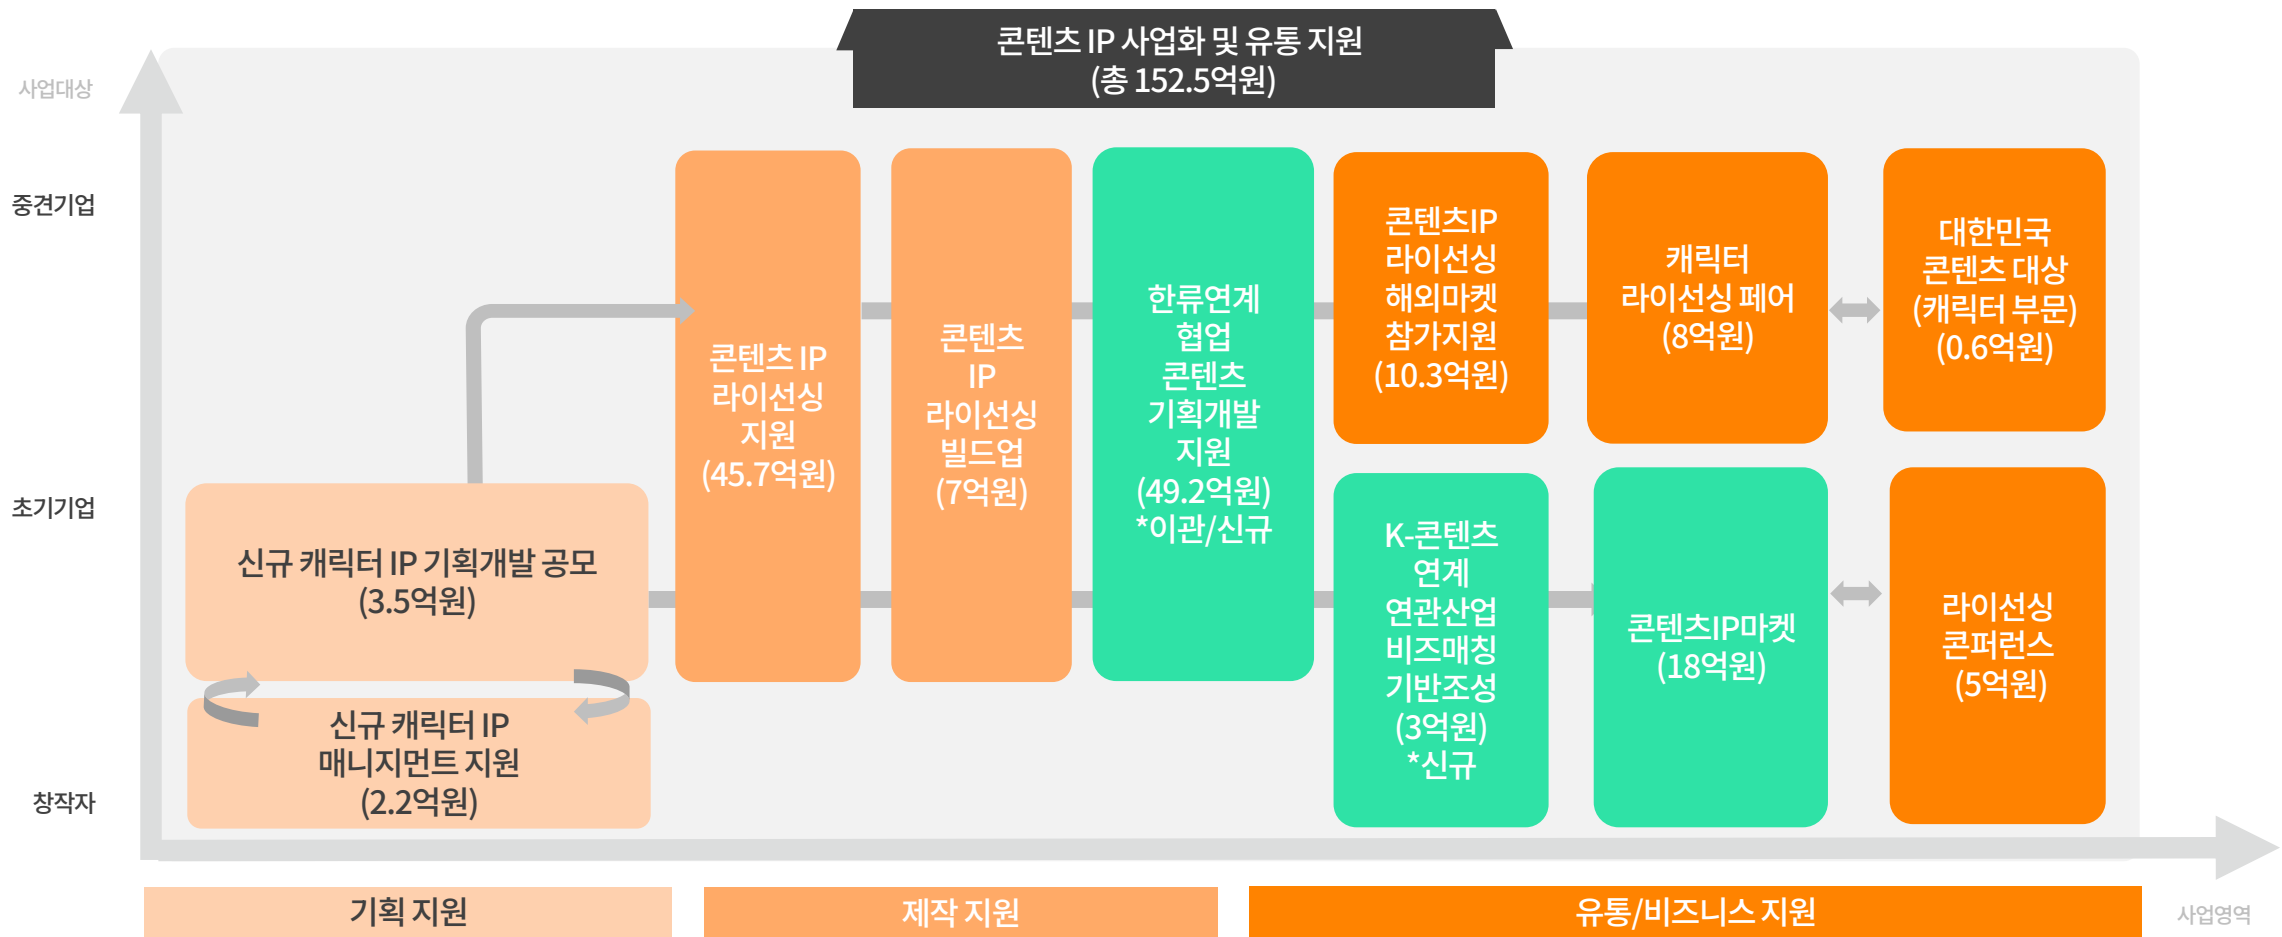 콘텐츠 IP 사업화 및 유통 지원
(총 152.5억원)
사업대상
중견기업
초기기업
창작자
신규 캐릭터 IP 기획개발 공모
(3.5억원)
신규 캐릭터 IP
매니지먼트 지원
(2.2억원)
콘텐츠 IP
라이선싱
지원
(45.7억원)
콘텐츠
IP
라이선싱
빌드업
(7억원)
한류연계
협업
콘텐츠
기획개발
지원
(49.2억원)
*이관/신규
콘텐츠IP
라이선싱
해외마켓
참가지원
(10.3억원)
K-콘텐츠
연계
연관산업
비즈매칭
기반조성
(3억원)
*신규
캐릭터
라이선싱 페어
(8억원)
콘텐츠IP마켓
(18억원)
대한민국
콘텐츠 대상
(캐릭터 부문)
(0.6억원)
라이선싱
콘퍼런스
(5억원)
기획 지원
제작 지원
유통/비즈니스 지원
사업영역